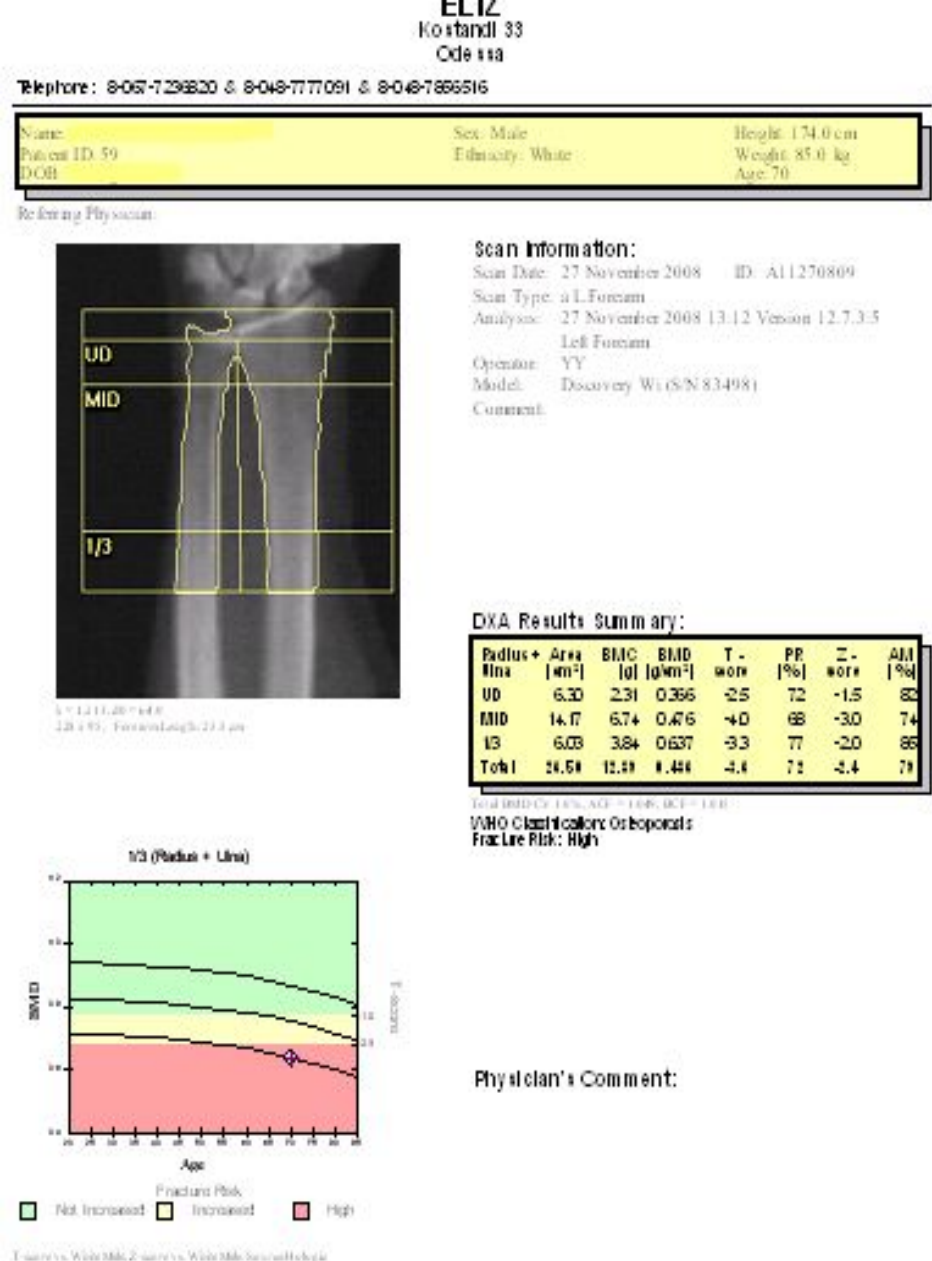 ELIZ
Kostandi 33
Odessa
Telephone: 8-067-7236820 & 8-048-7777091 & 8-048-7856516
Name:
Sex: Male
Height: 174.0 cm
Patient ID: 59
Ethnicity: White
Weight: 85.0 kg
DOB:
Age: 70
Referring Physician:
UD
MID
1/3
Scan Information:
Scan Date: 27 November 2008 ID: A11270809
Scan Type: a L.Forearm
Analysis: 27 November 2008 13:12 Version 12.7.3:5
Left Forearm
Operator: YY
Model: Discovery Wi (S/N 83498)
Comment:
DXA Results Summary:
Radius + Ulna Area [cm²] BMC [g] BMD [g/cm²] T - score PR [%] Z - score AM [%]
UD 6.30 2.31 0.366 -2.5 72 -1.5 82
MID 14.17 6.74 0.476 -4.0 68 -3.0 74
1/3 6.03 3.84 0.637 -3.3 77 -2.0 85
Total 26.50
WHO Classification: Osteoporosis
Fracture Risk: High
1/3 (Radius + Ulna)
BMD
T-score
Age
Physician's Comment:
Fracture Risk
Not Increased Increased High